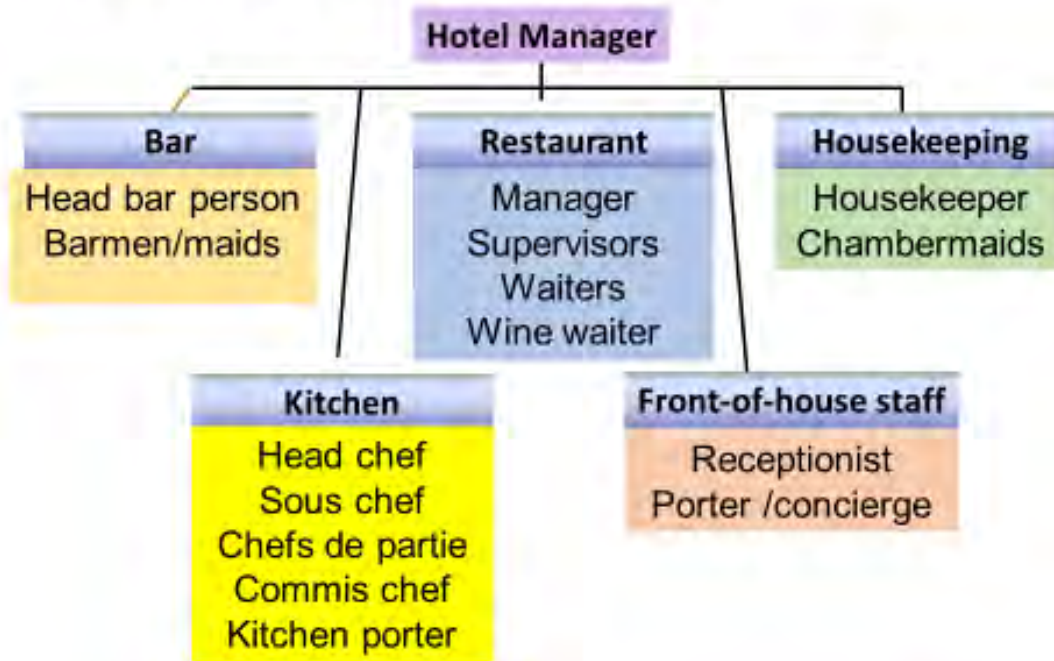 Hotel Manager
Bar
Head bar person
Barmen/maids
Restaurant
Manager
Supervisors
Waiters
Wine waiter
Housekeeping
Housekeeper
Chambermaids
Kitchen
Head chef
Sous chef
Chefs de partie
Commis chef
Kitchen porter
Front-of-house staff
Receptionist
Porter /concierge